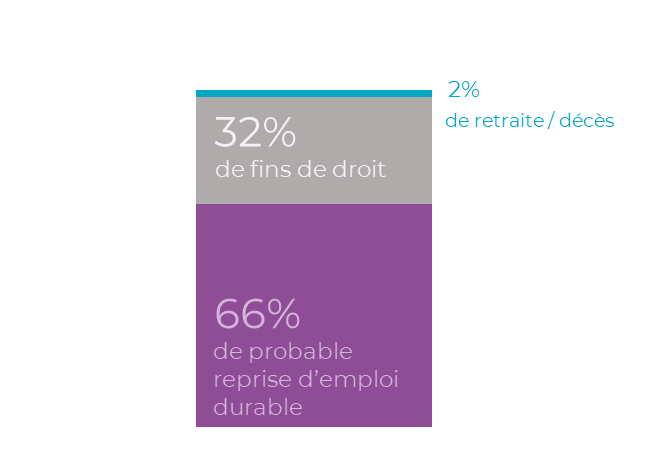 2%
de retraite / décès
32%
de fins de droit
66%
de probable
reprise d’emploi
durable